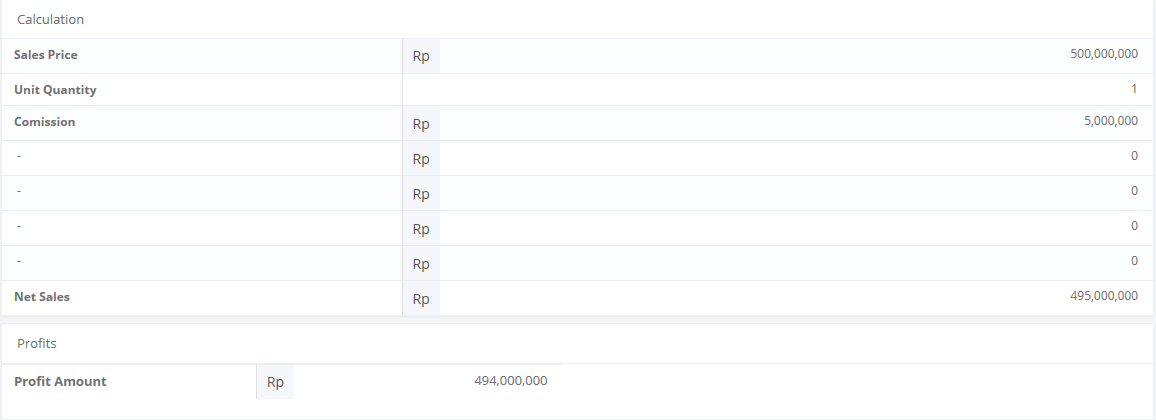 Calculation
Sales Price Rp 500,000,000
Unit Quantity 1
Comission Rp 5,000,000
- Rp 0
- Rp 0
- Rp 0
- Rp 0
Net Sales Rp 495,000,000
Profits
Profit Amount Rp 494,000,000